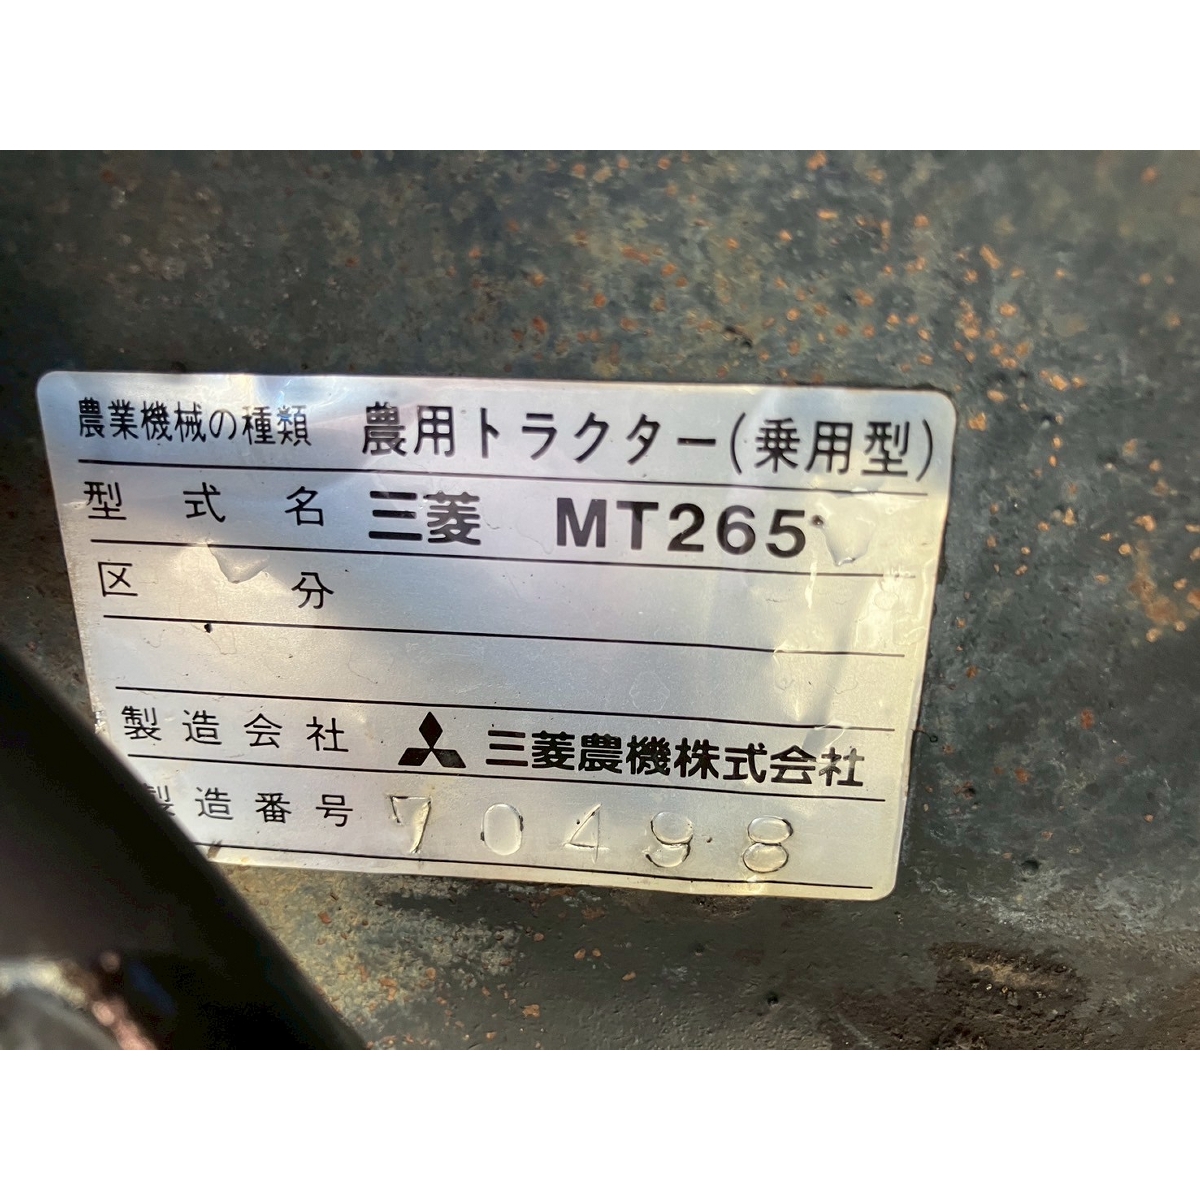 農業機械の種類 農用トラクター(乗用型)
型式名 三菱 MT265
区分
製造会社 三菱農機株式会社
製造番号 70498